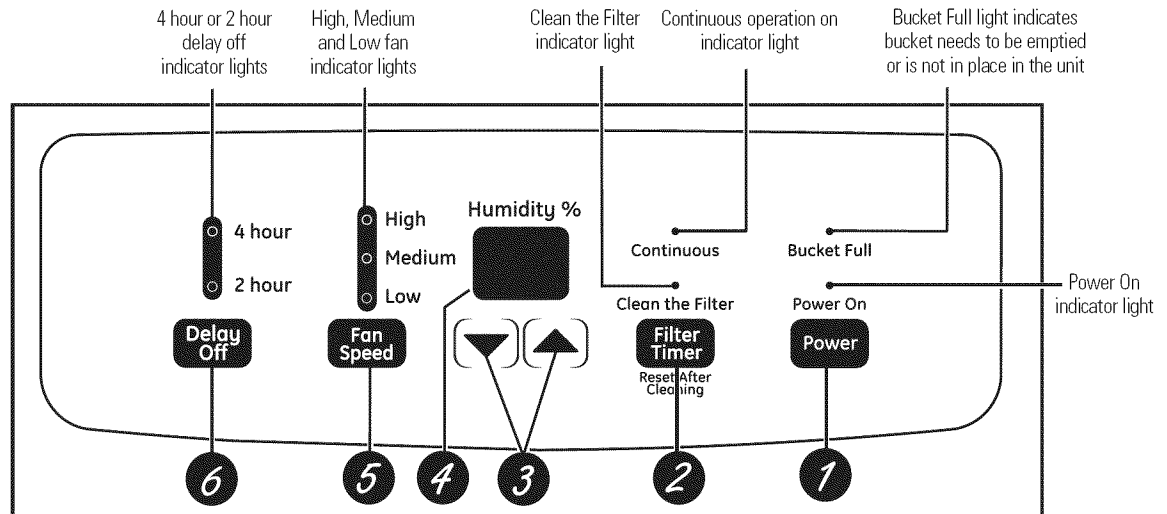 4 hour or 2 hour
delay off
indicator lights
High, Medium
and Low fan
indicator lights
Clean the Filter
indicator light
Continuous operation on
indicator light
Bucket Full light indicates
bucket needs to be emptied
or is not in place in the unit
4 hour
2 hour
Delay
Off
High
Medium
Low
Fan
Speed
Humidity %
Continuous
Clean the Filter
Filter
Timer
Reset After
Cleaning
Bucket Full
Power On
Power
Power On
indicator light
6
5
4
3
2
1